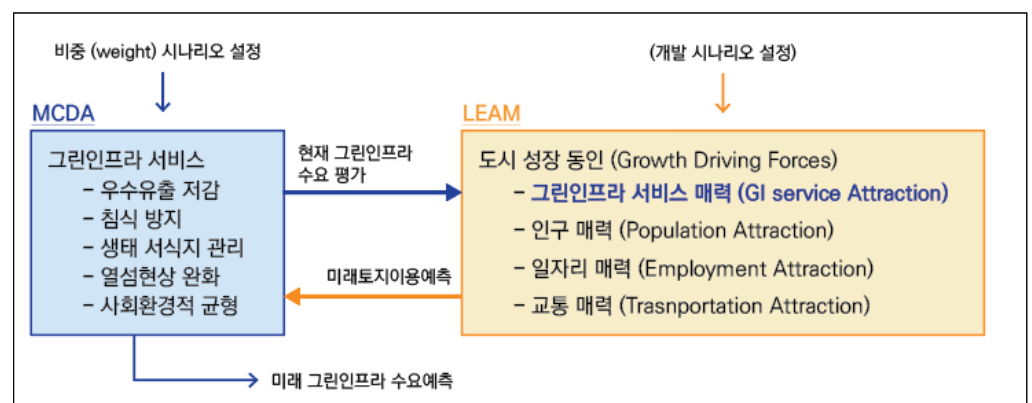 비중 (weight) 시나리오 설정
(개발 시나리오 설정)
MCDA
LEAM
그린인프라 서비스
– 우수유출 저감
– 침식 방지
– 생태 서식지 관리
– 열섬현상 완화
– 사회환경적 균형
현재 그린인프라
수요 평가
미래토지이용예측
도시 성장 동인 (Growth Driving Forces)
– 그린인프라 서비스 매력 (GI service Attraction)
– 인구 매력 (Population Attraction)
– 일자리 매력 (Employment Attraction)
– 교통 매력 (Trasnportation Attraction)
미래 그린인프라 수요예측